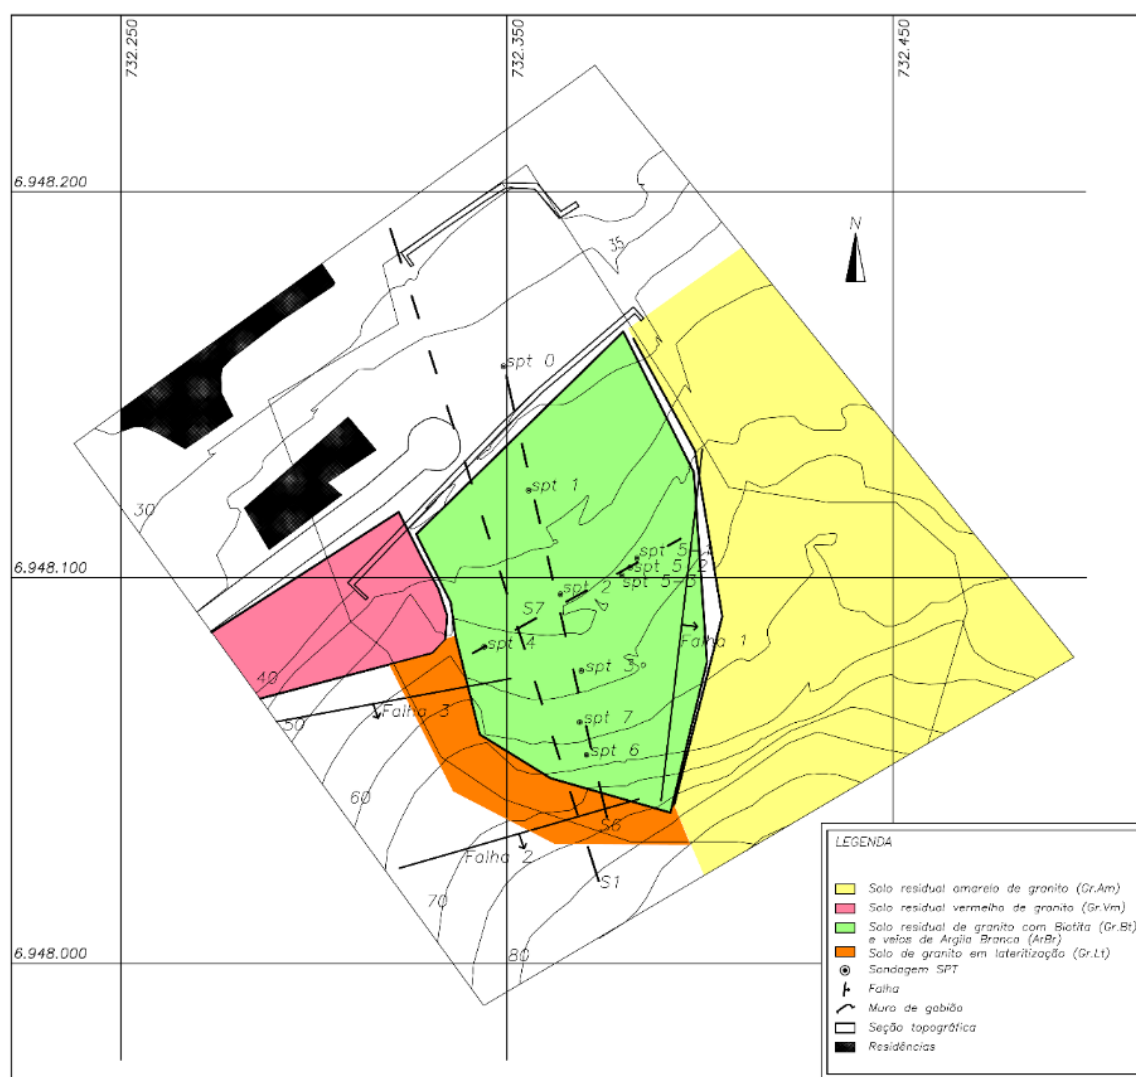 732.250
732.350
732.450
6.948.200
N
35
spt 0
spt 1
30
spt 5-1
spt 5-2
6.948.100
spt 5-3
spt 2
S7
Falha 1
spt 4
spt 3
40
Falha 3
50
spt 7
spt 6
60
S6
Falha 2
S1
70
80
6.948.000
LEGENDA
Solo residual amarelo de granito (Gr.Am)
Solo residual vermelho de granito (Gr.Vm)
Solo residual de granito com Biotita (Gr.Bt)
e veios de Argila Branca (ArBr)
Solo de granito em lateritização (Gr.Lt)
Sondagem SPT
Falha
Muro de gabião
Seção topográfica
Residências